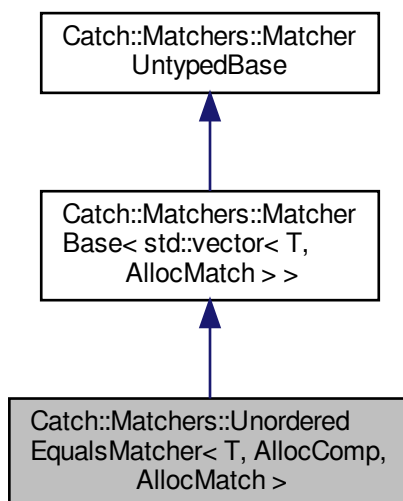 Catch::Matchers::Matcher
UntypedBase
Catch::Matchers::Matcher
Base< std::vector< T,
AllocMatch > >
Catch::Matchers::Unordered
EqualsMatcher< T, AllocComp,
AllocMatch >